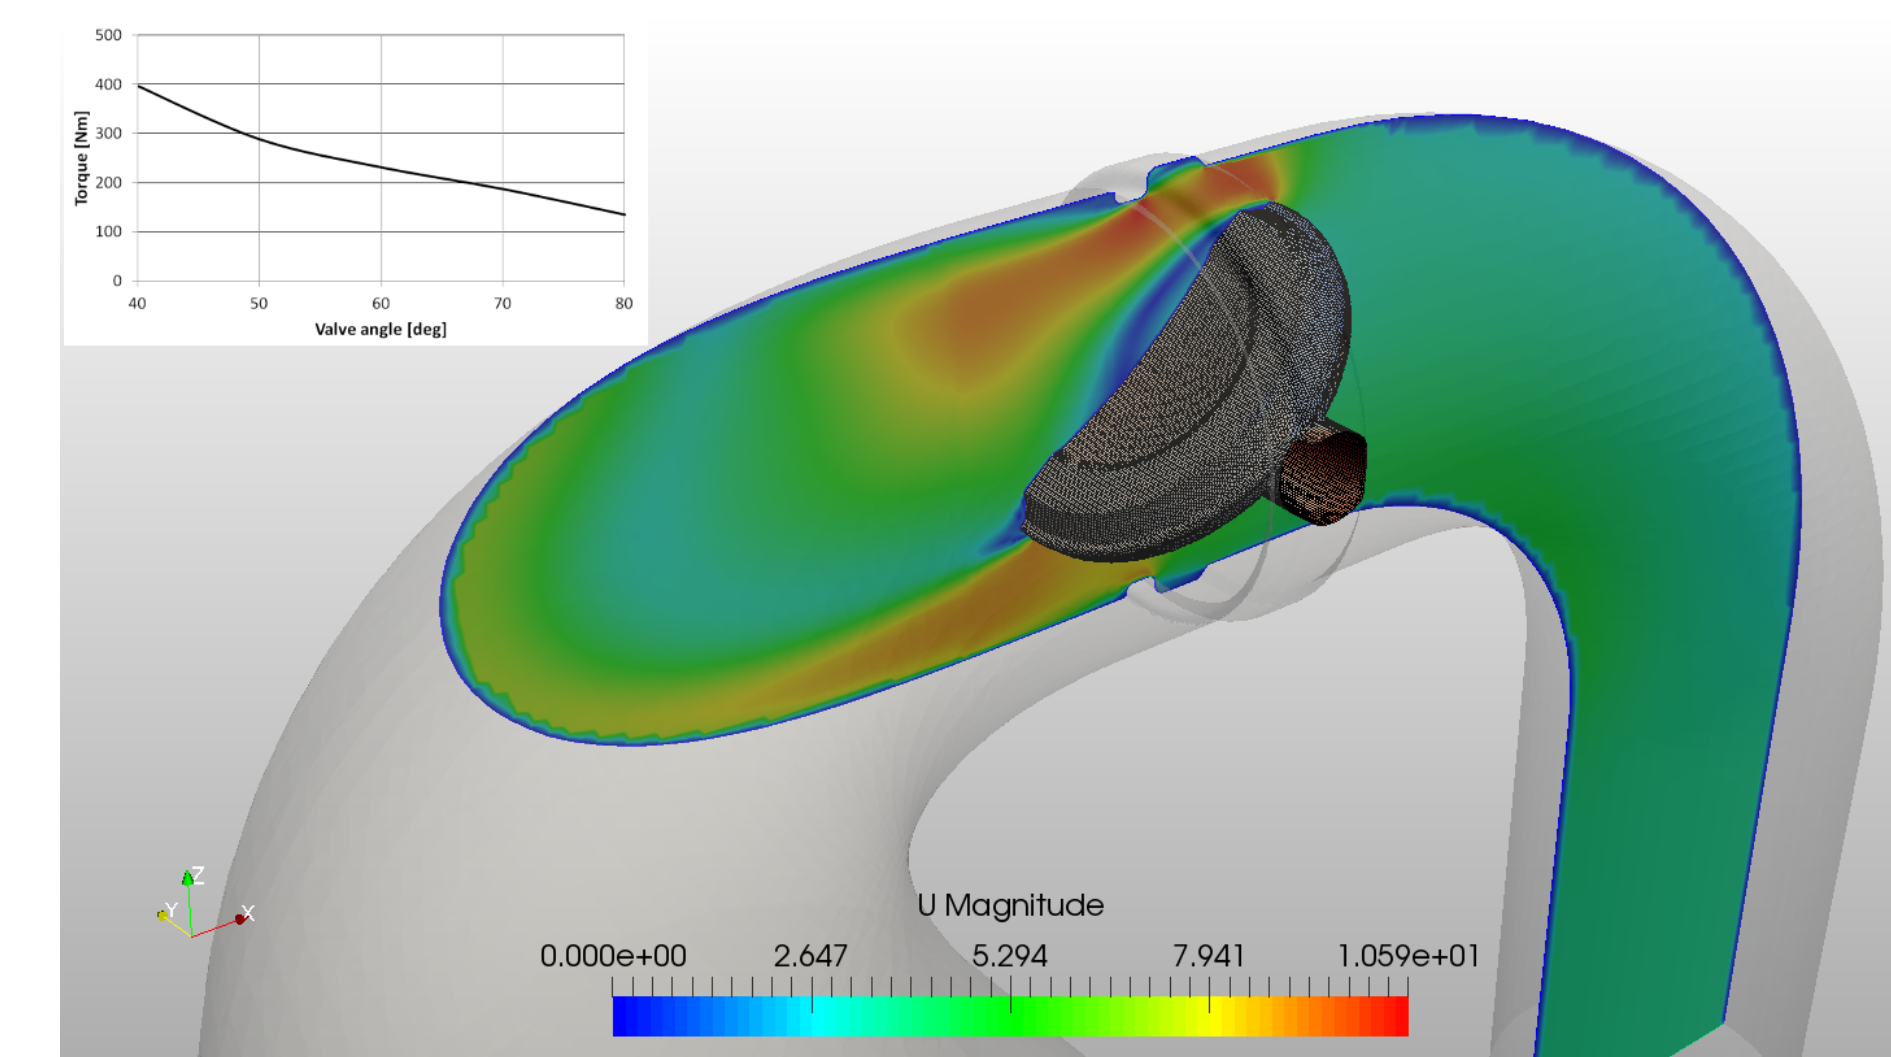 500
400
300
200
100
0
Torque [Nm]
40 50 60 70 80
Valve angle [deg]
Z
Y X
U Magnitude
0.000e+00 2.647 5.294 7.941 1.059e+01